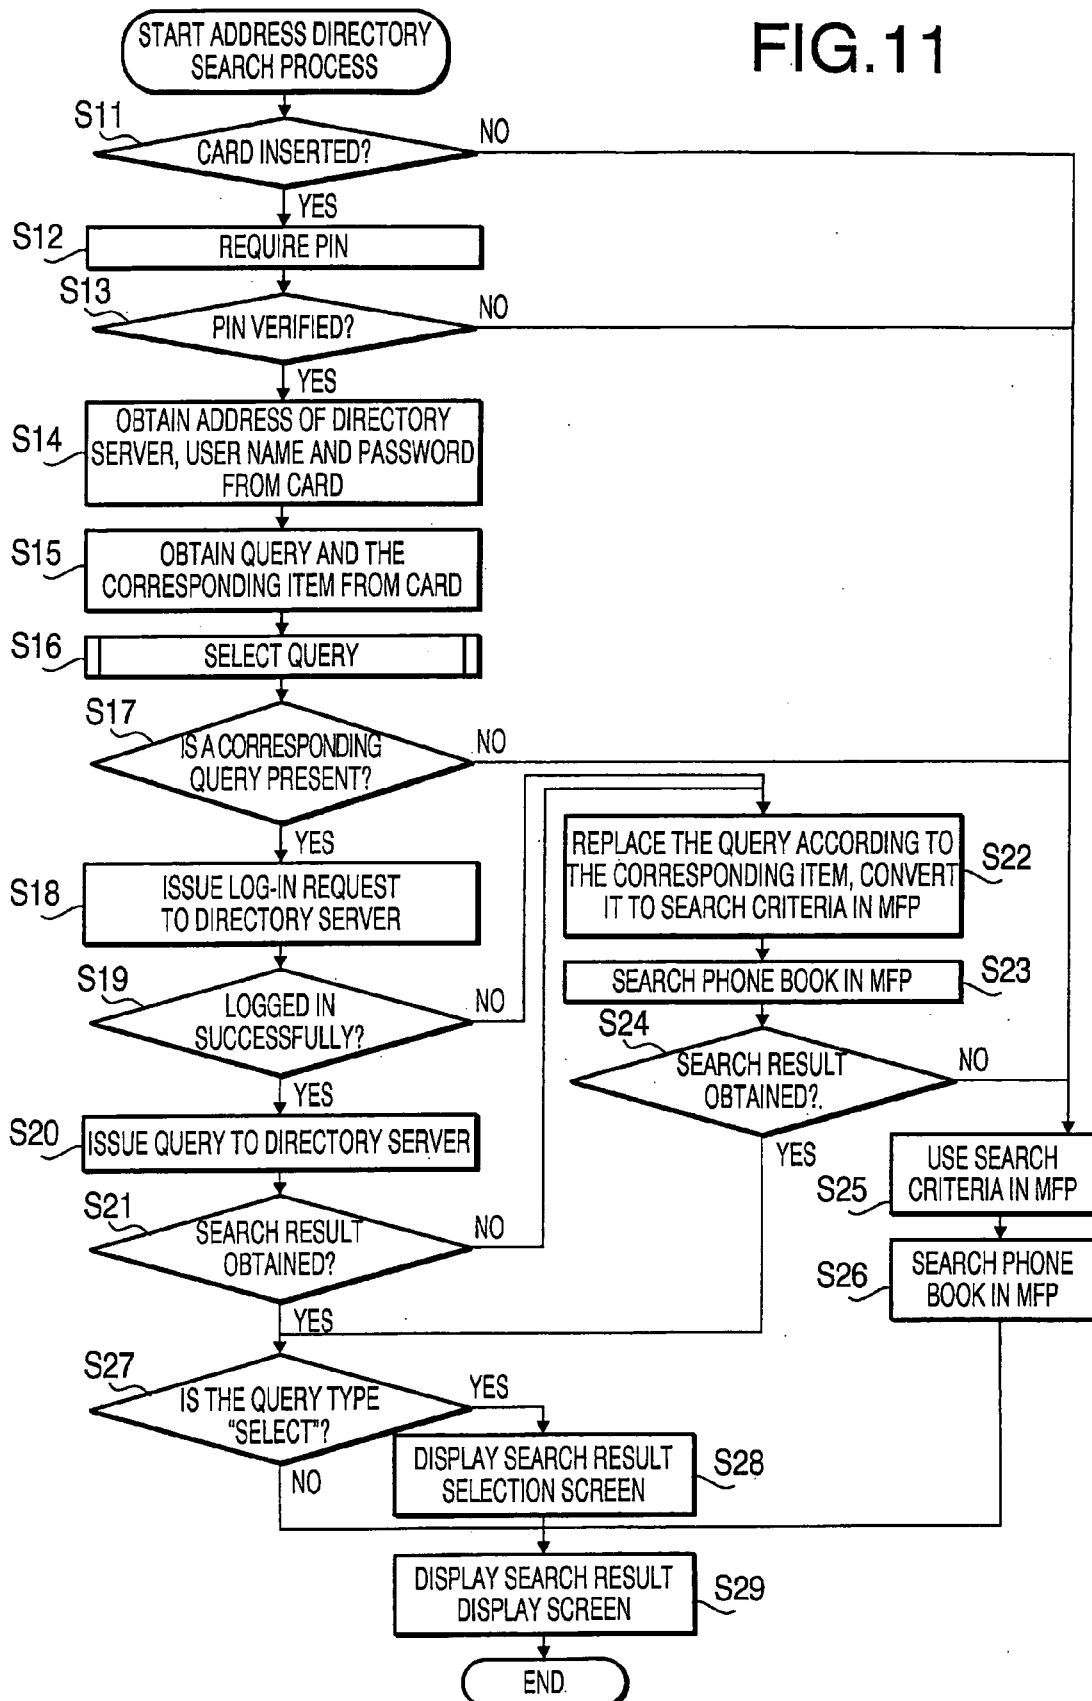 FIG.11
START ADDRESS DIRECTORY
SEARCH PROCESS
S11
CARD INSERTED?
NO
YES
S12
REQUIRE PIN
S13
PIN VERIFIED?
NO
YES
S14
OBTAIN ADDRESS OF DIRECTORY
SERVER, USER NAME AND PASSWORD
FROM CARD
S15
OBTAIN QUERY AND THE
CORRESPONDING ITEM FROM CARD
S16
SELECT QUERY
S17
IS A CORRESPONDING
QUERY PRESENT?
NO
YES
S18
ISSUE LOG-IN REQUEST
TO DIRECTORY SERVER
S19
LOGGED IN
SUCCESSFULLY?
NO
YES
S20
ISSUE QUERY TO DIRECTORY SERVER
S21
SEARCH RESULT
OBTAINED?
NO
YES
REPLACE THE QUERY ACCORDING TO
THE CORRESPONDING ITEM, CONVERT
IT TO SEARCH CRITERIA IN MFP
S22
SEARCH PHONE BOOK IN MFP
S23
S24
SEARCH RESULT
OBTAINED?
NO
YES
S25
USE SEARCH
CRITERIA IN MFP
S26
SEARCH PHONE
BOOK IN MFP
S27
IS THE QUERY TYPE
“SELECT”?
YES
NO
DISPLAY SEARCH RESULT
SELECTION SCREEN
S28
DISPLAY SEARCH RESULT
DISPLAY SCREEN
S29
END